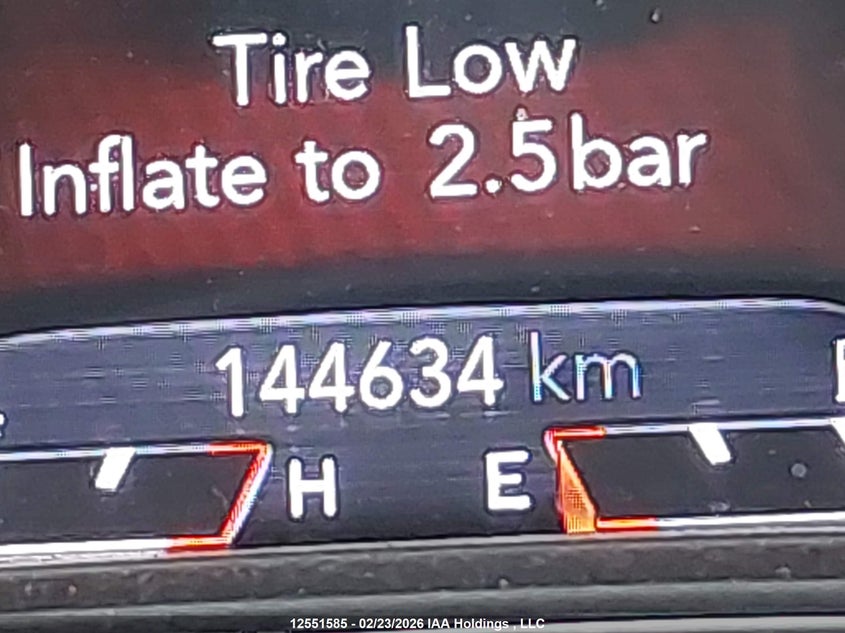 Tire Low
Inflate to 2.5bar
144634 km
H E
12551585 - 02/23/2026 IAA Holdings , LLC